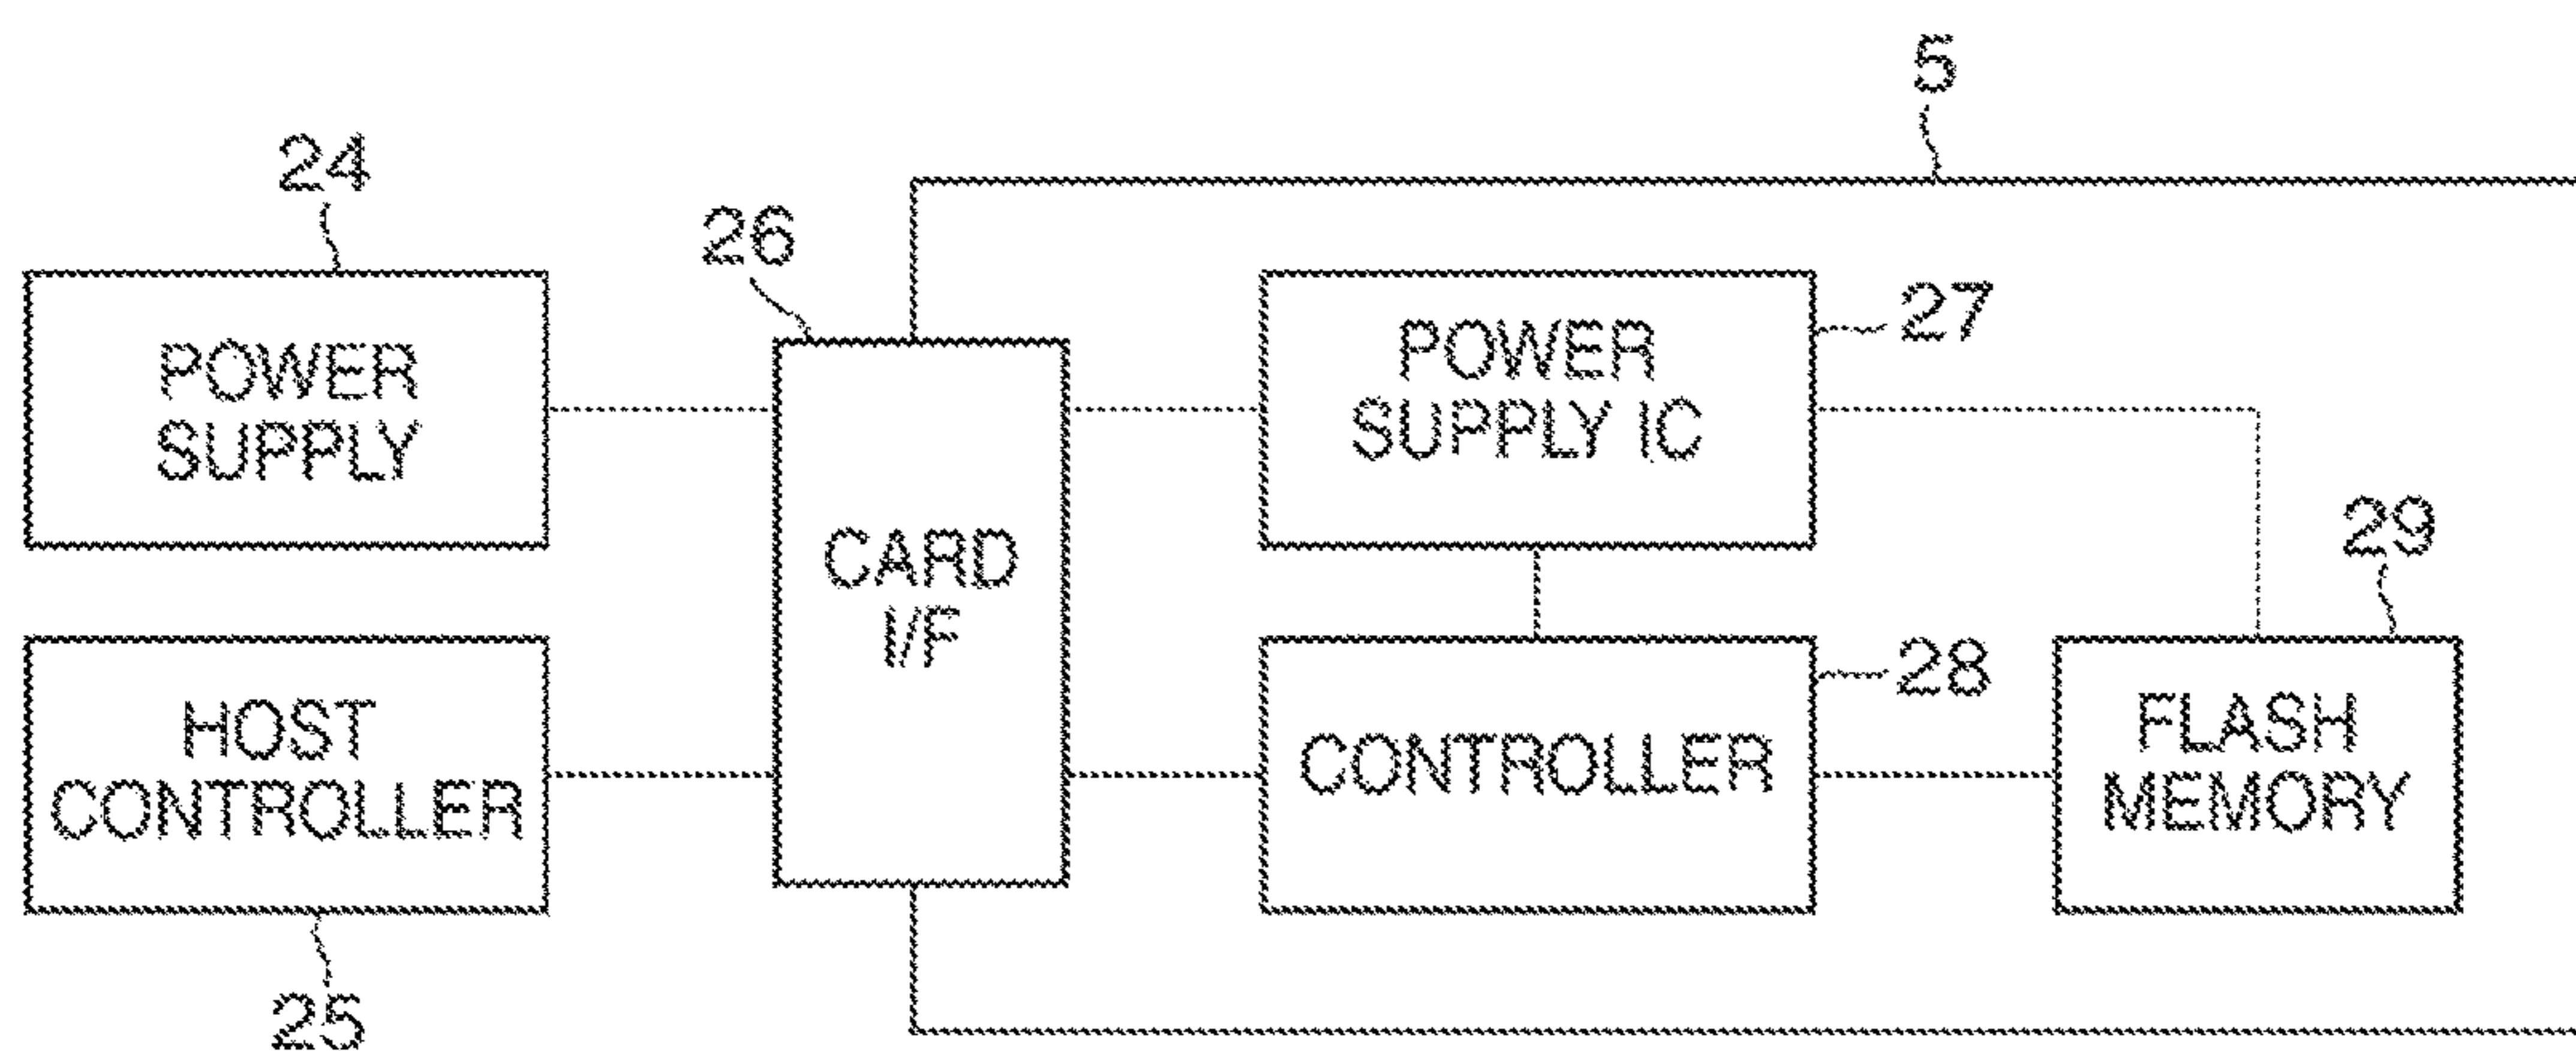 5
24
26
POWER
SUPPLY
POWER
SUPPLY IC
27
CARD
I/F
29
HOST
CONTROLLER
CONTROLLER
28
FLASH
MEMORY
25